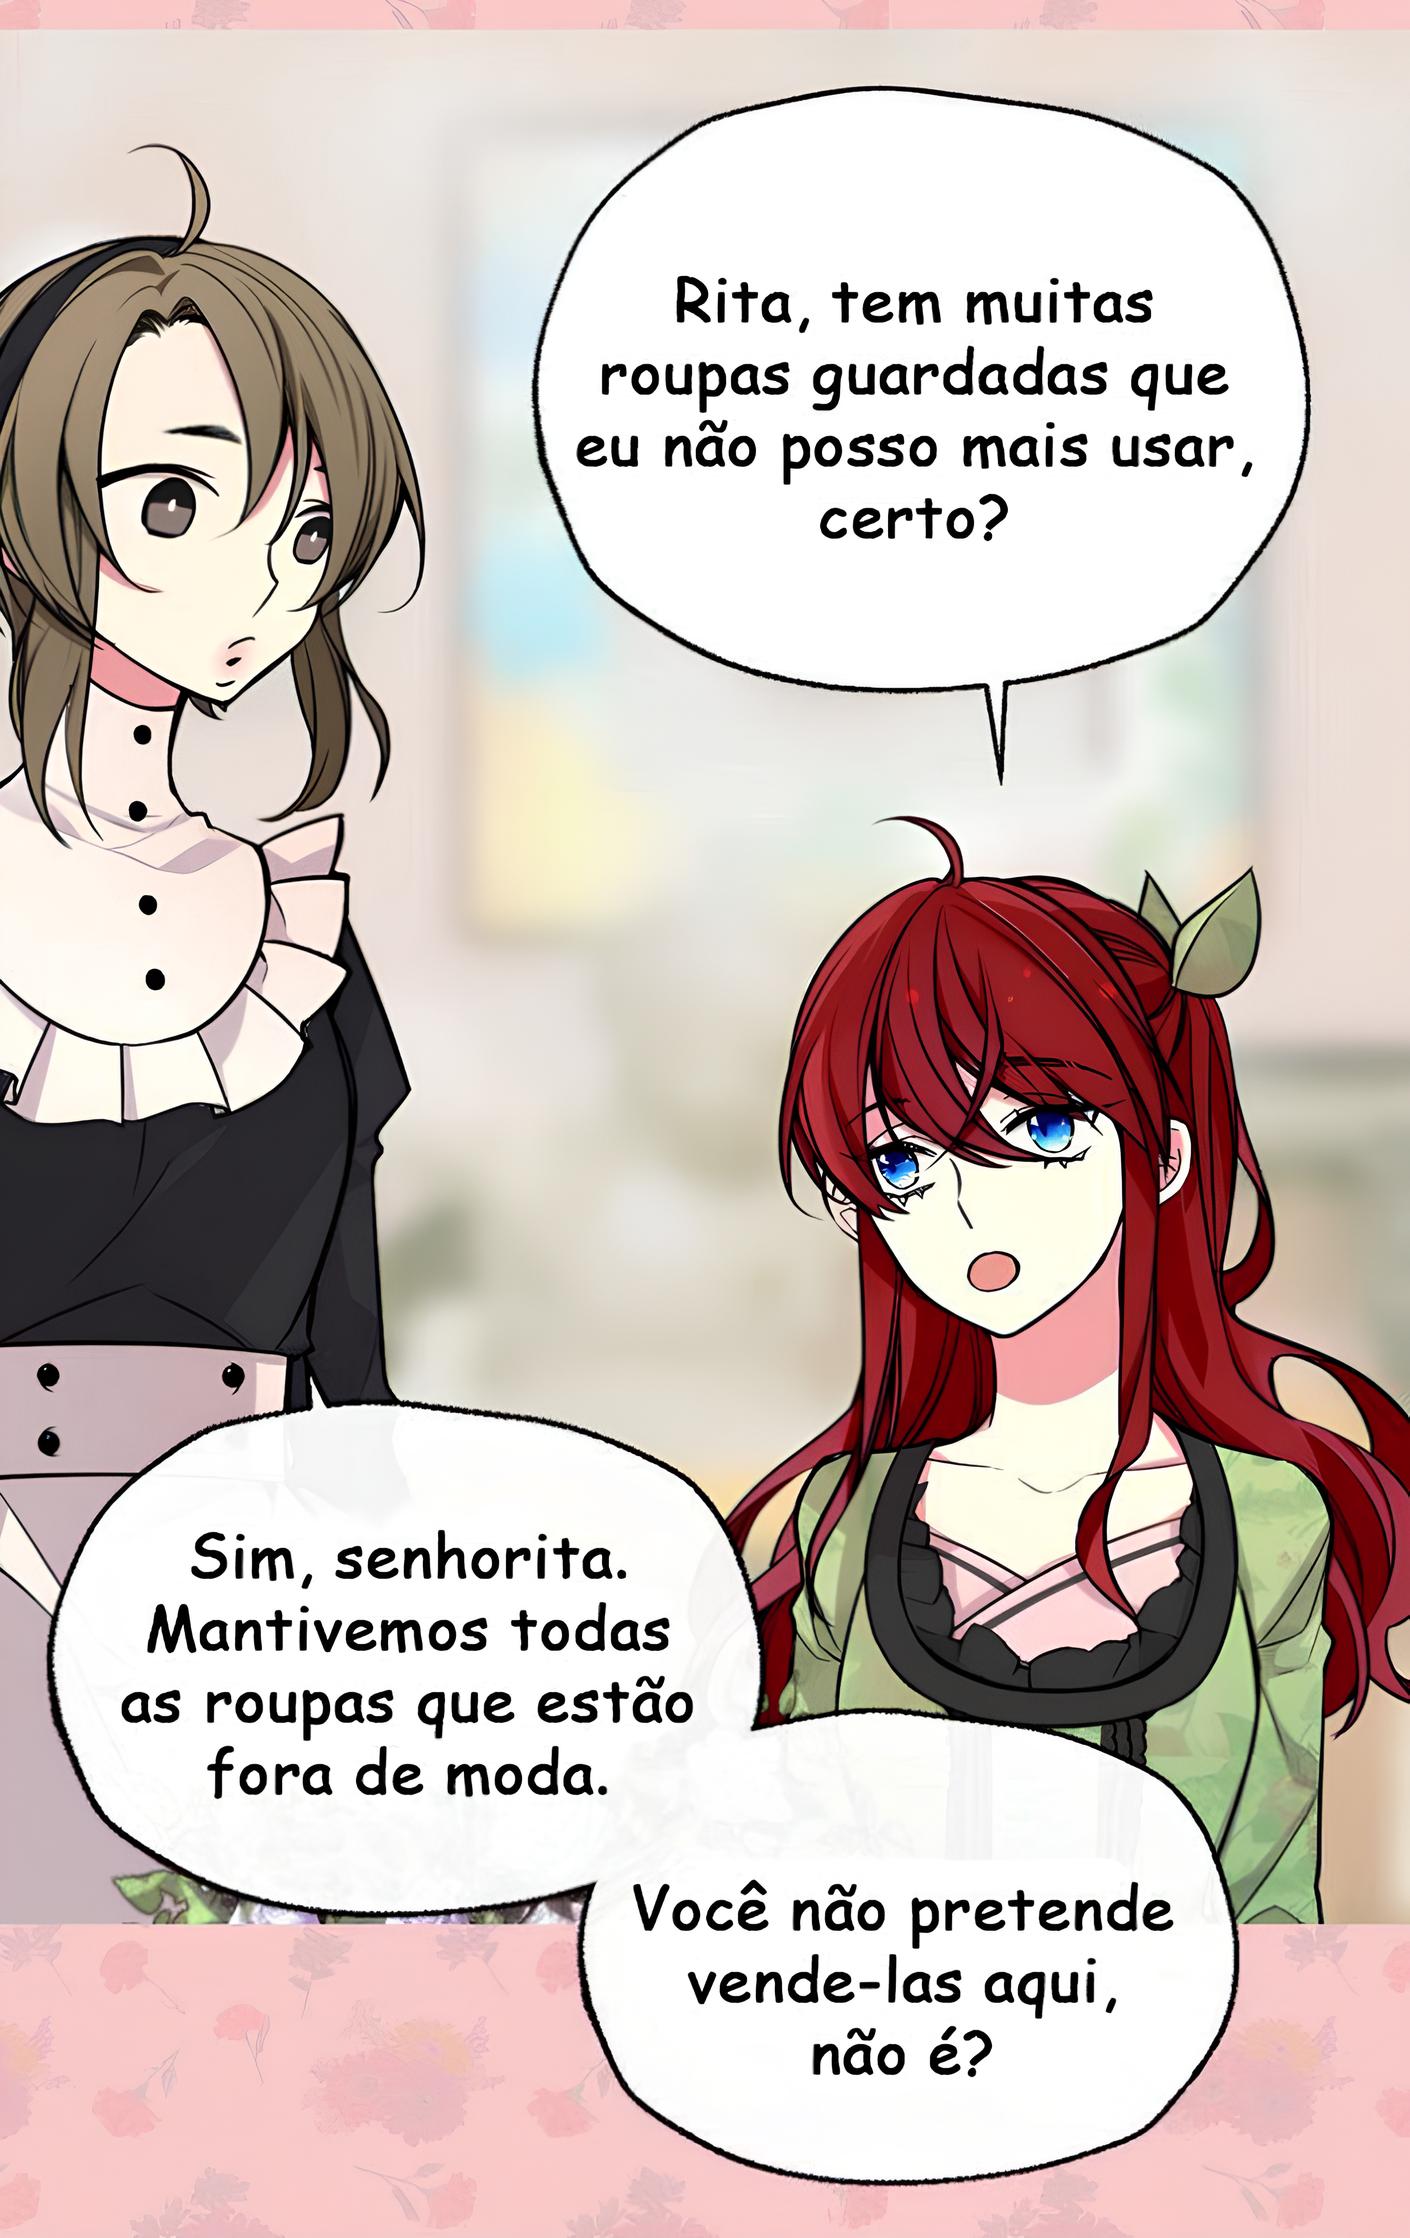 Rita, tem muitas
roupas guardadas que
eu não posso mais usar,
certo?
Sim, senhorita.
Mantivemos todas
as roupas que estão
fora de moda.
Você não pretende
vende-las aqui,
não é?